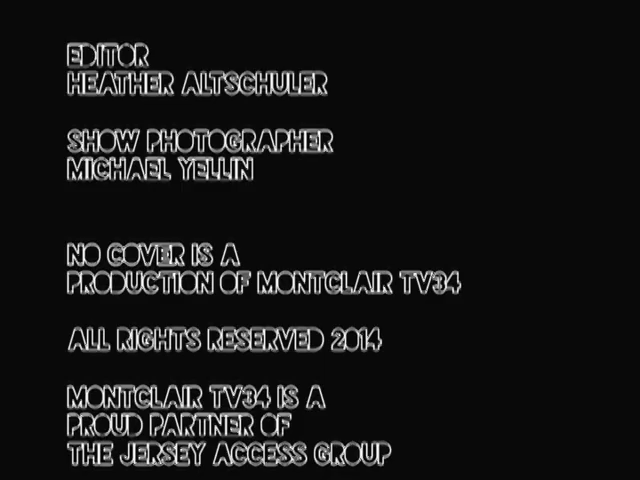 EDITOR
HEATHER ALTSCHULER
SHOW PHOTOGRAPHER
MICHAEL YELLIN
NO COVER IS A
PRODUCTION OF MONTCLAIR TV34
ALL RIGHTS RESERVED 2014
MONTCLAIR TV34 IS A
PROUD PARTNER OF
THE JERSEY ACCESS GROUP